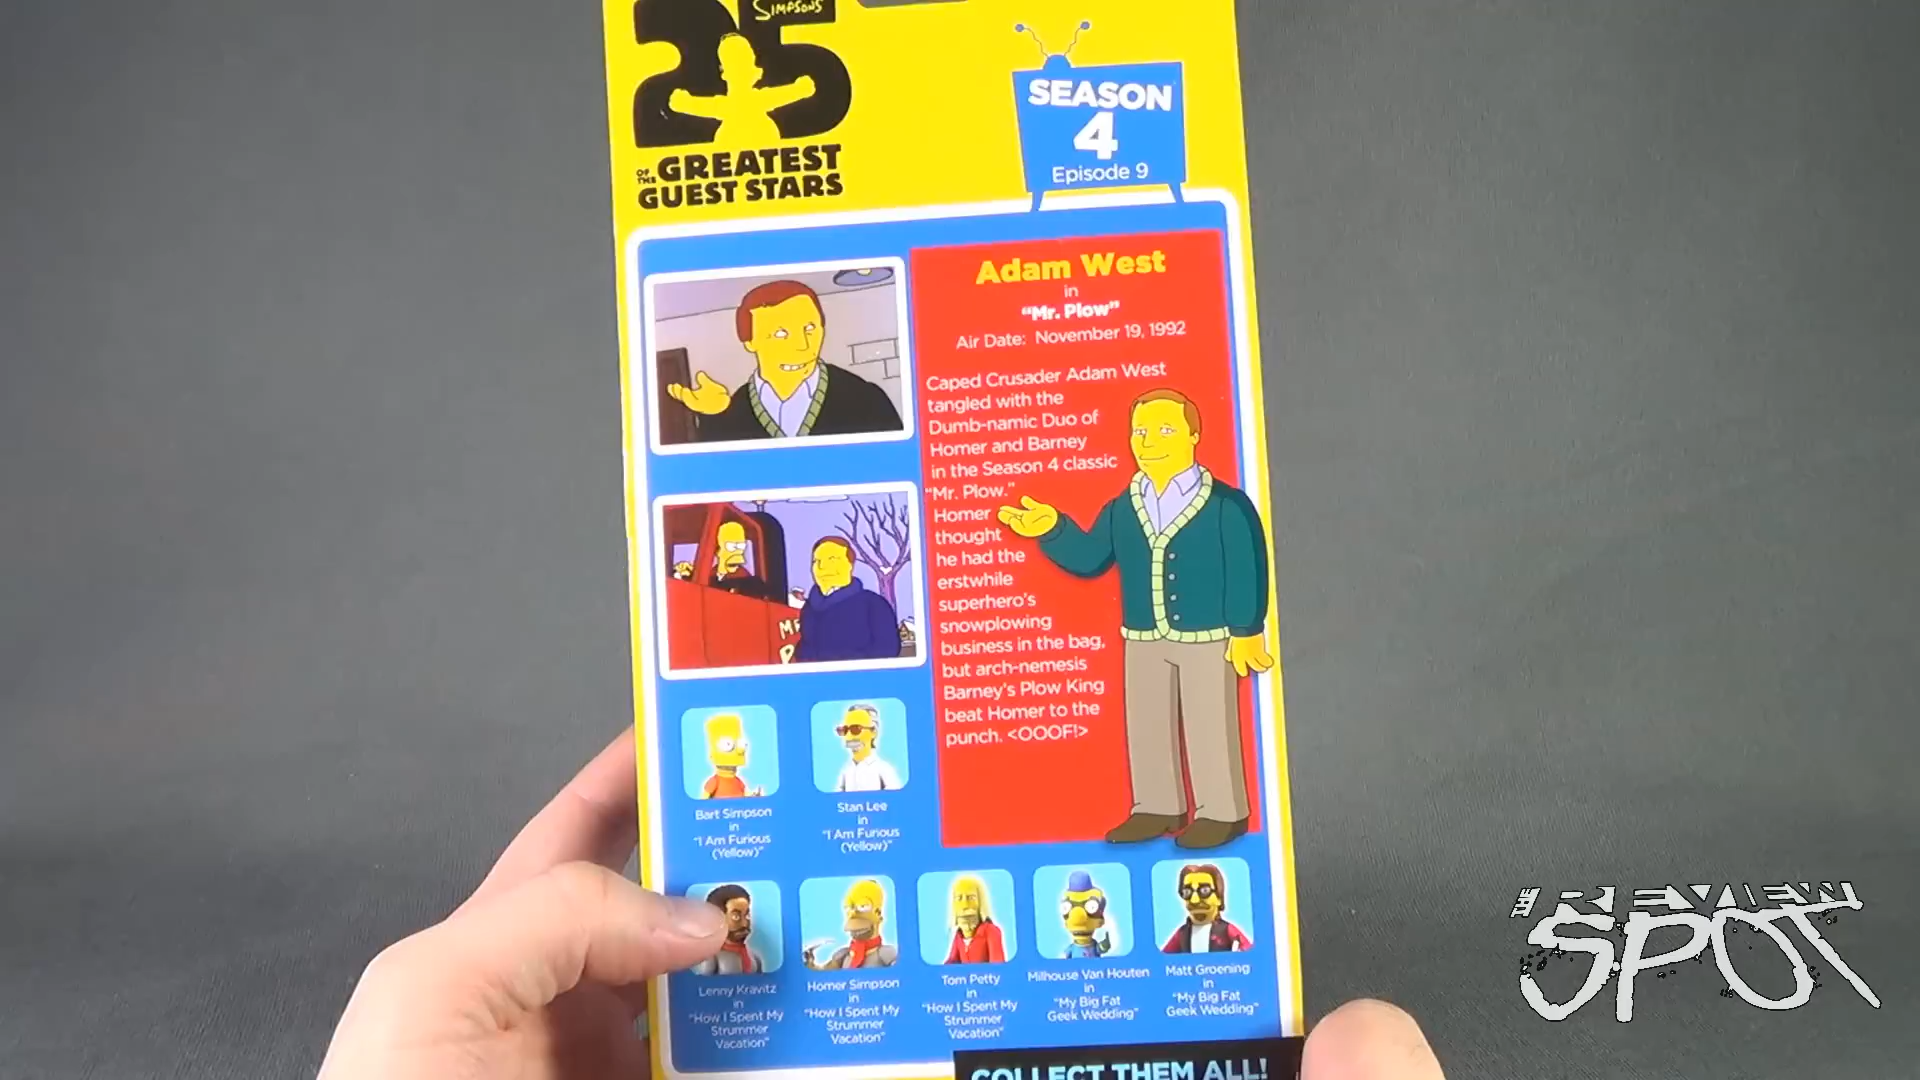 SIMPSONS
25
OF THE GREATEST
GUEST STARS
SEASON
4
Episode 9
Adam West
in
“Mr. Plow”
Air Date: November 19, 1992
Caped Crusader Adam West
tangled with the
Dumb-namic Duo of
Homer and Barney
in the Season 4 classic
“Mr. Plow.”
Homer
thought
he had the
erstwhile
superhero's
snowplowing
business in the bag,
but arch-nemesis
Barney's Plow King
beat Homer to the
punch. <OOOF!>
Bart Simpson
in
“I Am Furious
(Yellow)”
Stan Lee
in
“I Am Furious
(Yellow)”
Lenny Kravitz
in
“How I Spent My
Strummer
Vacation”
Homer Simpson
in
“How I Spent My
Strummer
Vacation”
Tom Petty
in
“How I Spent My
Strummer
Vacation”
Milhouse Van Houten
in
“My Big Fat
Geek Wedding”
Matt Groening
in
“My Big Fat
Geek Wedding”
COLLECT THEM ALL!
THE REVIEW
SPOT